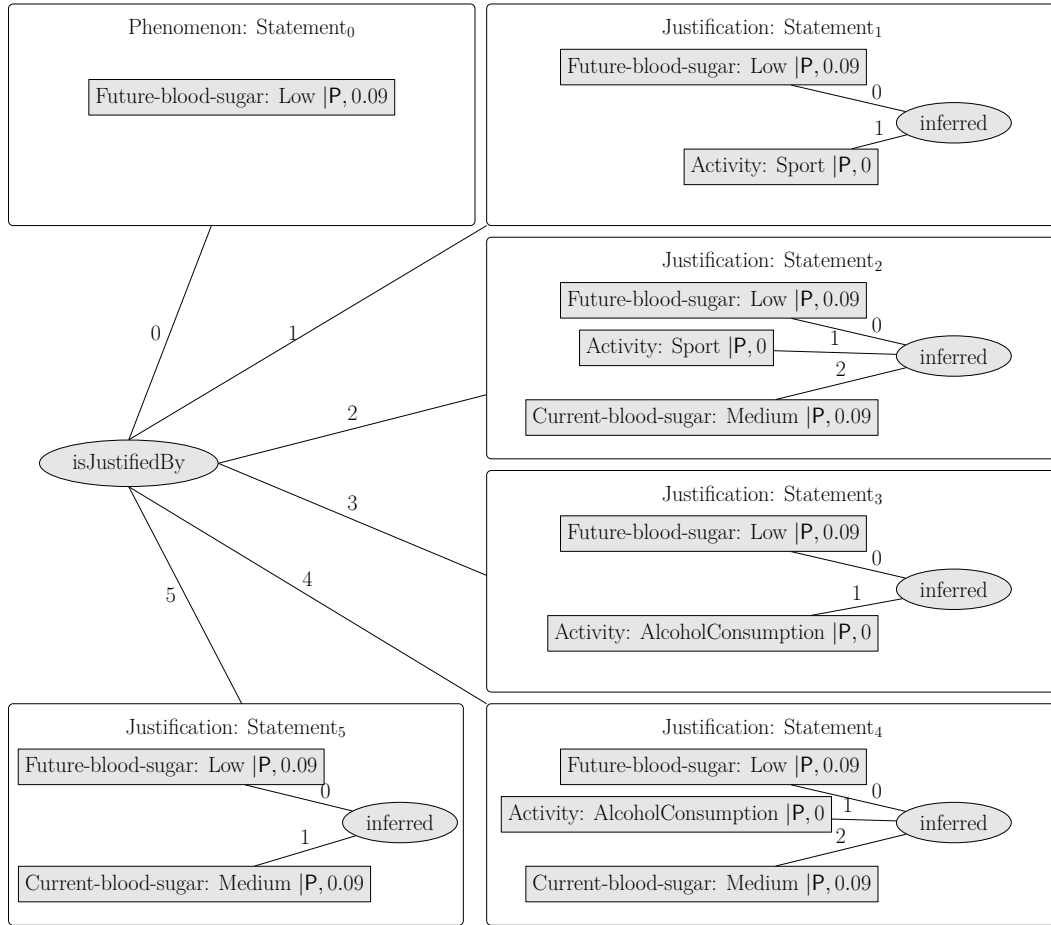 Phenomenon: Statement₀
Future-blood-sugar: Low |P, 0.09
Justification: Statement₁
Future-blood-sugar: Low |P, 0.09
0
inferred
1
Activity: Sport |P, 0
Justification: Statement₂
Future-blood-sugar: Low |P, 0.09
0
Activity: Sport |P, 0
1
inferred
2
Current-blood-sugar: Medium |P, 0.09
0
1
2
isJustifiedBy
3
4
5
Justification: Statement₃
Future-blood-sugar: Low |P, 0.09
0
inferred
1
Activity: AlcoholConsumption |P, 0
Justification: Statement₅
Future-blood-sugar: Low |P, 0.09
0
inferred
1
Current-blood-sugar: Medium |P, 0.09
Justification: Statement₄
Future-blood-sugar: Low |P, 0.09
0
Activity: AlcoholConsumption |P, 0
1
inferred
2
Current-blood-sugar: Medium |P, 0.09